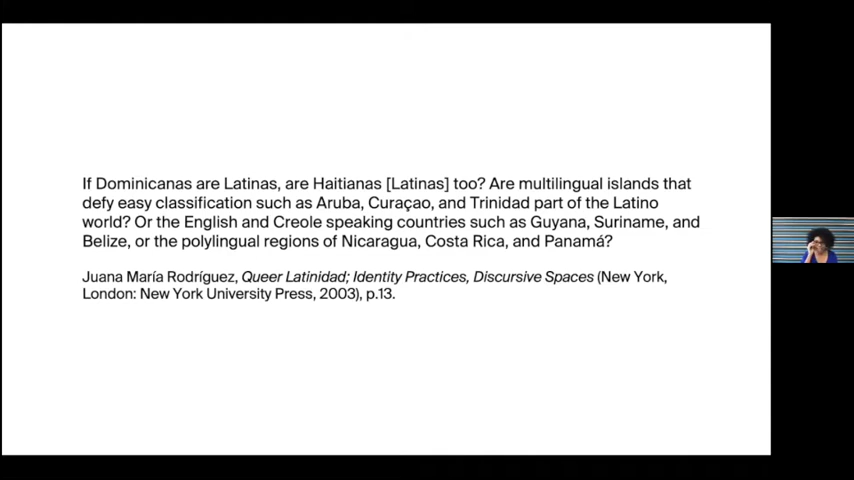 If Dominicanas are Latinas, are Haitianas [Latinas] too? Are multilingual islands that
defy easy classification such as Aruba, Curaçao, and Trinidad part of the Latino
world? Or the English and Creole speaking countries such as Guyana, Suriname, and
Belize, or the polylingual regions of Nicaragua, Costa Rica, and Panamá?
Juana María Rodríguez, Queer Latinidad; Identity Practices, Discursive Spaces (New York,
London: New York University Press, 2003), p.13.